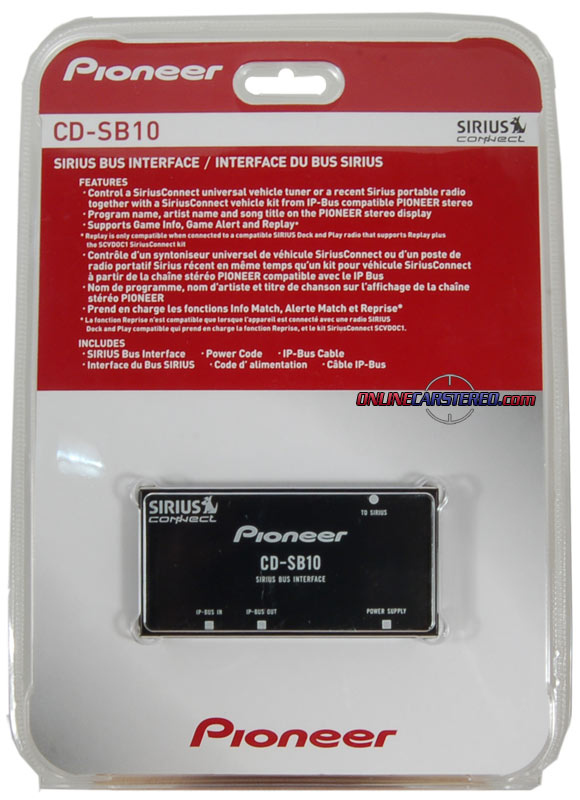 Pioneer
CD-SB10
SIRIUS
connect
SIRIUS BUS INTERFACE / INTERFACE DU BUS SIRIUS
FEATURES
· Control a SiriusConnect universal vehicle tuner or a recent Sirius portable radio
together with a SiriusConnect vehicle kit from IP-Bus compatible PIONEER stereo
· Program name, artist name and song title on the PIONEER stereo display
· Supports Game Info, Game Alert and Replay*
* Replay is only compatible when connected to a compatible SIRIUS Dock and Play radio that supports Replay plus
the SCVDOC1 SiriusConnect kit
· Contrôle d'un syntoniseur universel de véhicule SiriusConnect ou d'un poste de
radio portatif Sirius récent en même temps qu'un kit pour véhicule SiriusConnect
à partir de la chaîne stéréo PIONEER compatible avec le IP Bus
· Nom de programme, nom d'artiste et titre de chanson sur l'affichage de la chaîne
stéréo PIONEER
· Prend en charge les fonctions Info Match, Alerte Match et Reprise*
* La fonction Reprise n'est compatible que lorsque l'appareil est connecté avec une radio SIRIUS
Dock and Play compatible qui prend en charge la fonction Reprise, et le kit SiriusConnect SCVDOC1.
INCLUDES
· SIRIUS Bus Interface · Power Code · IP-Bus Cable
· Interface du Bus SIRIUS · Code d' alimentation · Câble IP-Bus
ONLINECARSTEREO.com
SIRIUS
connect
TO SIRIUS
Pioneer
CD-SB10
SIRIUS BUS INTERFACE
IP-BUS IN IP-BUS OUT POWER SUPPLY
Pioneer